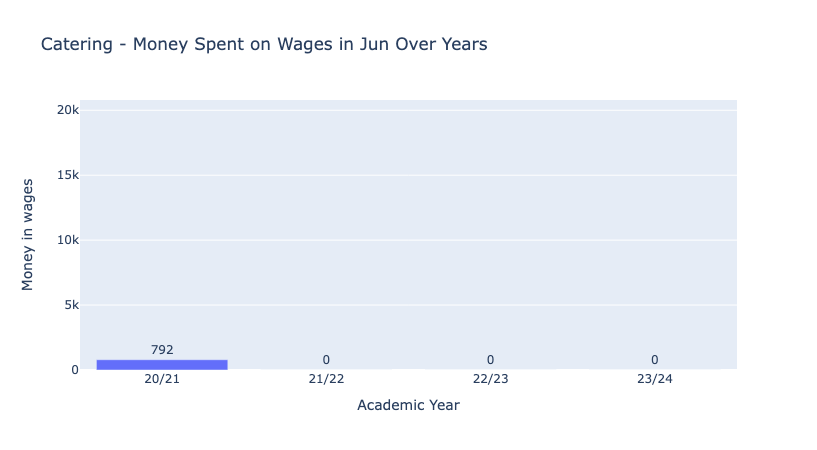 Catering - Money Spent on Wages in Jun Over Years
Money in wages
20k
15k
10k
5k
0
792
0
0
0
20/21
21/22
22/23
23/24
Academic Year